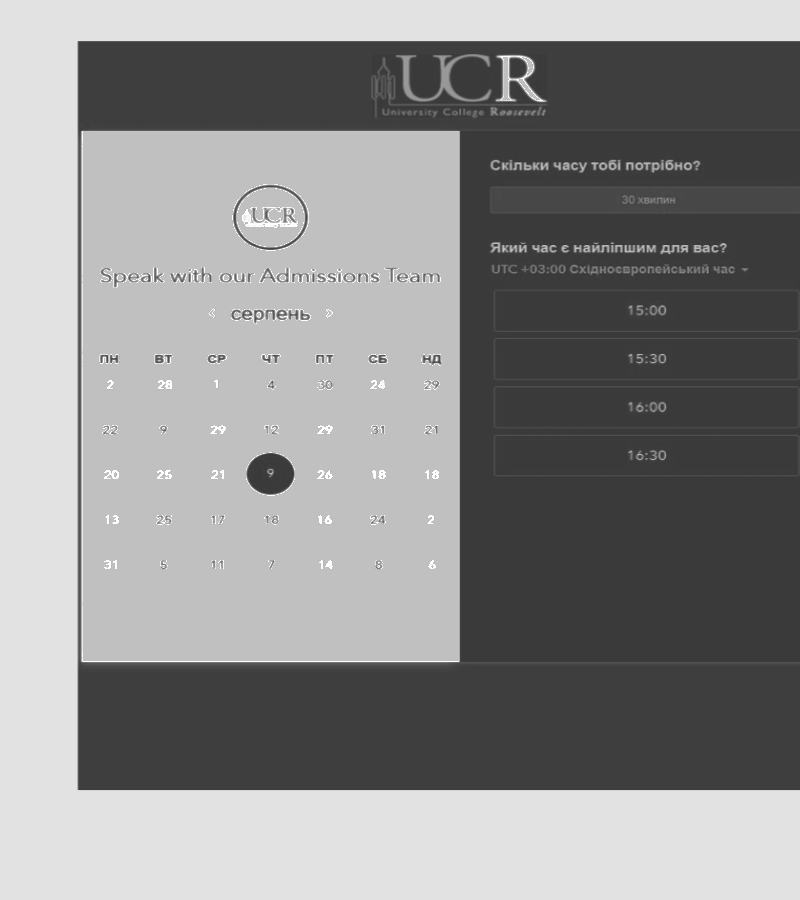 UCR
University College Roosevelt
UCR
Speak with our Admissions Team
‹ серпень ›
ПН ВТ СР ЧТ ПТ СБ НД
2 28 1 4 30 24 29
22 9 29 12 29 31 21
20 25 21 9 26 18 18
13 25 17 18 16 24 2
31 5 11 7 14 8 6
Скільки часу тобі потрібно?
30 хвилин
Який час є найліпшим для вас?
UTC +03:00 Східноєвропейський час
15:00
15:30
16:00
16:30